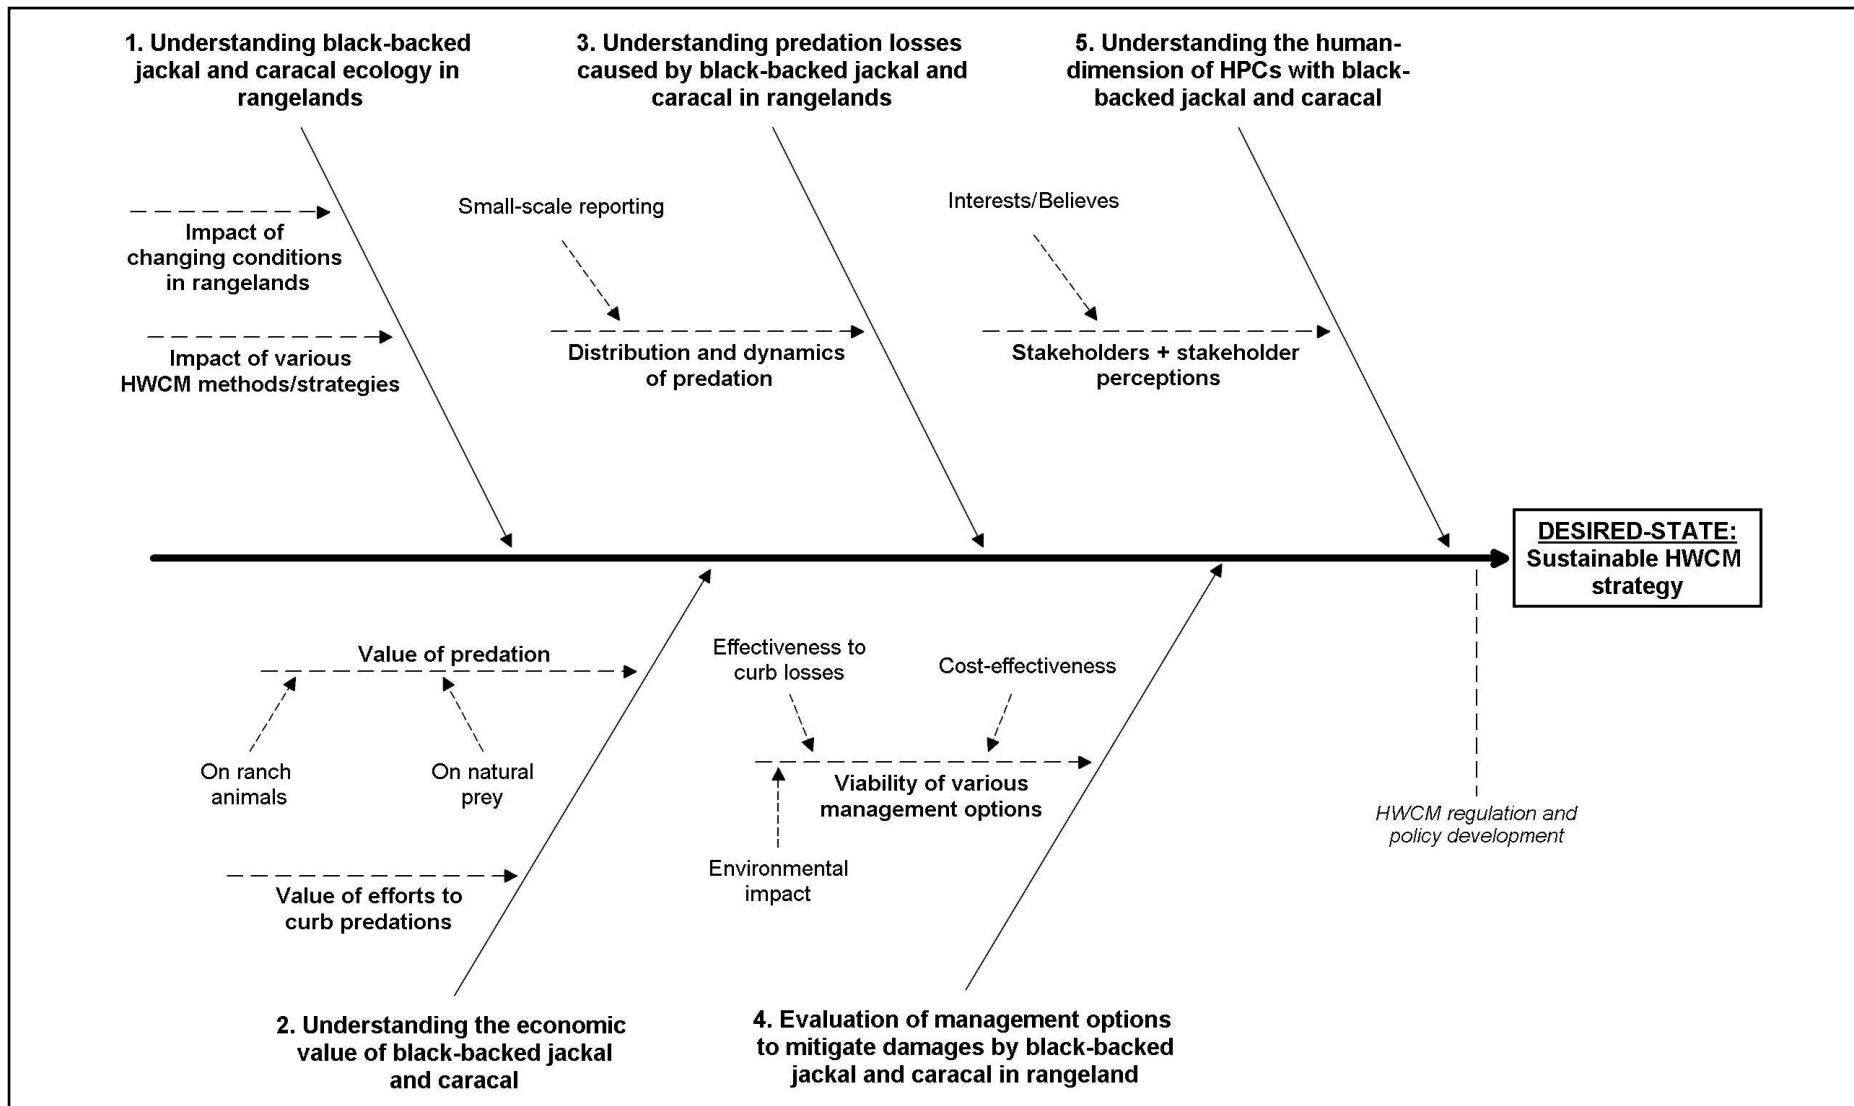 1. Understanding black-backed
jackal and caracal ecology in
rangelands
3. Understanding predation losses
caused by black-backed jackal and
caracal in rangelands
5. Understanding the human-
dimension of HPCs with black-
backed jackal and caracal
Impact of
changing conditions
in rangelands
Impact of various
HWCM methods/strategies
Small-scale reporting
Distribution and dynamics
of predation
Interests/Believes
Stakeholders + stakeholder
perceptions
DESIRED-STATE:
Sustainable HWCM
strategy
Value of predation
On ranch
animals
On natural
prey
Value of efforts to
curb predations
Effectiveness to
curb losses
Cost-effectiveness
Viability of various
management options
Environmental
impact
HWCM regulation and
policy development
2. Understanding the economic
value of black-backed jackal
and caracal
4. Evaluation of management options
to mitigate damages by black-backed
jackal and caracal in rangeland